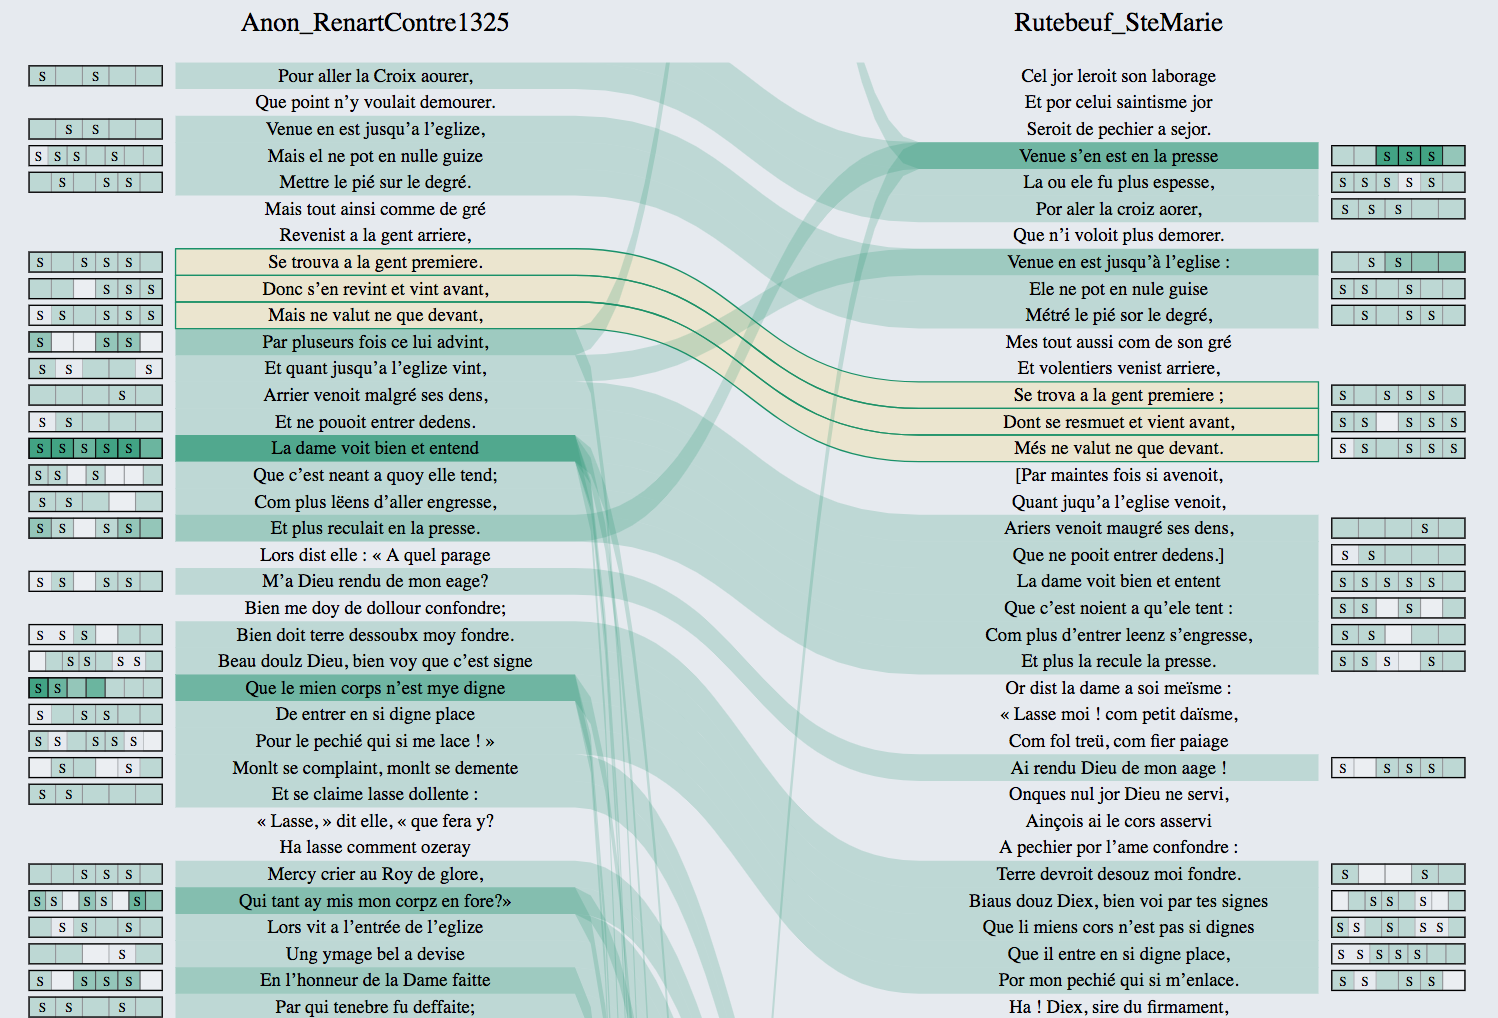 Anon_RenartContre1325
Pour aller la Croix aourer,
Que point n’y voulait demourer.
Venue en est jusqu’a l’eglize,
Mais el ne pot en nulle guize
Mettre le pié sur le degré.
Mais tout ainsi comme de gré
Revenist a la gent arriere,
Se trouva a la gent premiere.
Donc s’en revint et vint avant,
Mais ne valut ne que devant,
Par pluseurs fois ce lui advint,
Et quant jusqu’a l’eglize vint,
Arrier venoit malgré ses dens,
Et ne pouoit entrer dedens.
La dame voit bien et entend
Que c’est neant a quoy elle tend;
Com plus lëens d’aller engresse,
Et plus reculait en la presse.
Lors dist elle : « A quel parage
M’a Dieu rendu de mon eage?
Bien me doy de dollour confondre;
Bien doit terre dessoubx moy fondre.
Beau doulz Dieu, bien voy que c’est signe
Que le mien corps n’est mye digne
De entrer en si digne place
Pour le pechié qui si me lace ! »
Monlt se complaint, monlt se demente
Et se claime lasse dollente :
« Lasse, » dit elle, « que fera y?
Ha lasse comment ozeray
Mercy crier au Roy de glore,
Qui tant ay mis mon corpz en fore?»
Lors vit a l’entrée de l’eglize
Ung ymage bel a devise
En l’honneur de la Dame faitte
Par qui tenebre fu deffaite;
Rutebeuf_SteMarie
Cel jor leroit son laborage
Et por celui saintisme jor
Seroit de pechier a sejor.
Venue s’en est en la presse
La ou ele fu plus espesse,
Por aler la croiz aorer,
Que n’i voloit plus demorer.
Venue en est jusqu’à l’eglise :
Ele ne pot en nule guise
Métré le pié sor le degré,
Mes tout aussi com de son gré
Et volentiers venist arriere,
Se trova a la gent premiere ;
Dont se resmuet et vient avant,
Més ne valut ne que devant.
[Par maintes fois si avenoit,
Quant juqu’a l’eglise venoit,
Ariers venoit maugré ses dens,
Que ne pooit entrer dedens.]
La dame voit bien et entent
Que c’est noient a qu’ele tent :
Com plus d’entrer leenz s’engresse,
Et plus la recule la presse.
Or dist la dame a soi meïsme :
« Lasse moi ! com petit daïsme,
Com fol treü, com fier paiage
Ai rendu Dieu de mon aage !
Onques nul jor Dieu ne servi,
Ainçois ai le cors asservi
A pechier por l’ame confondre :
Terre devroit desouz moi fondre.
Biaus douz Diex, bien voi par tes signes
Que li miens cors n’est pas si dignes
Que il entre en si digne place,
Por mon pechié qui si m’enlace.
Ha ! Diex, sire du firmament,